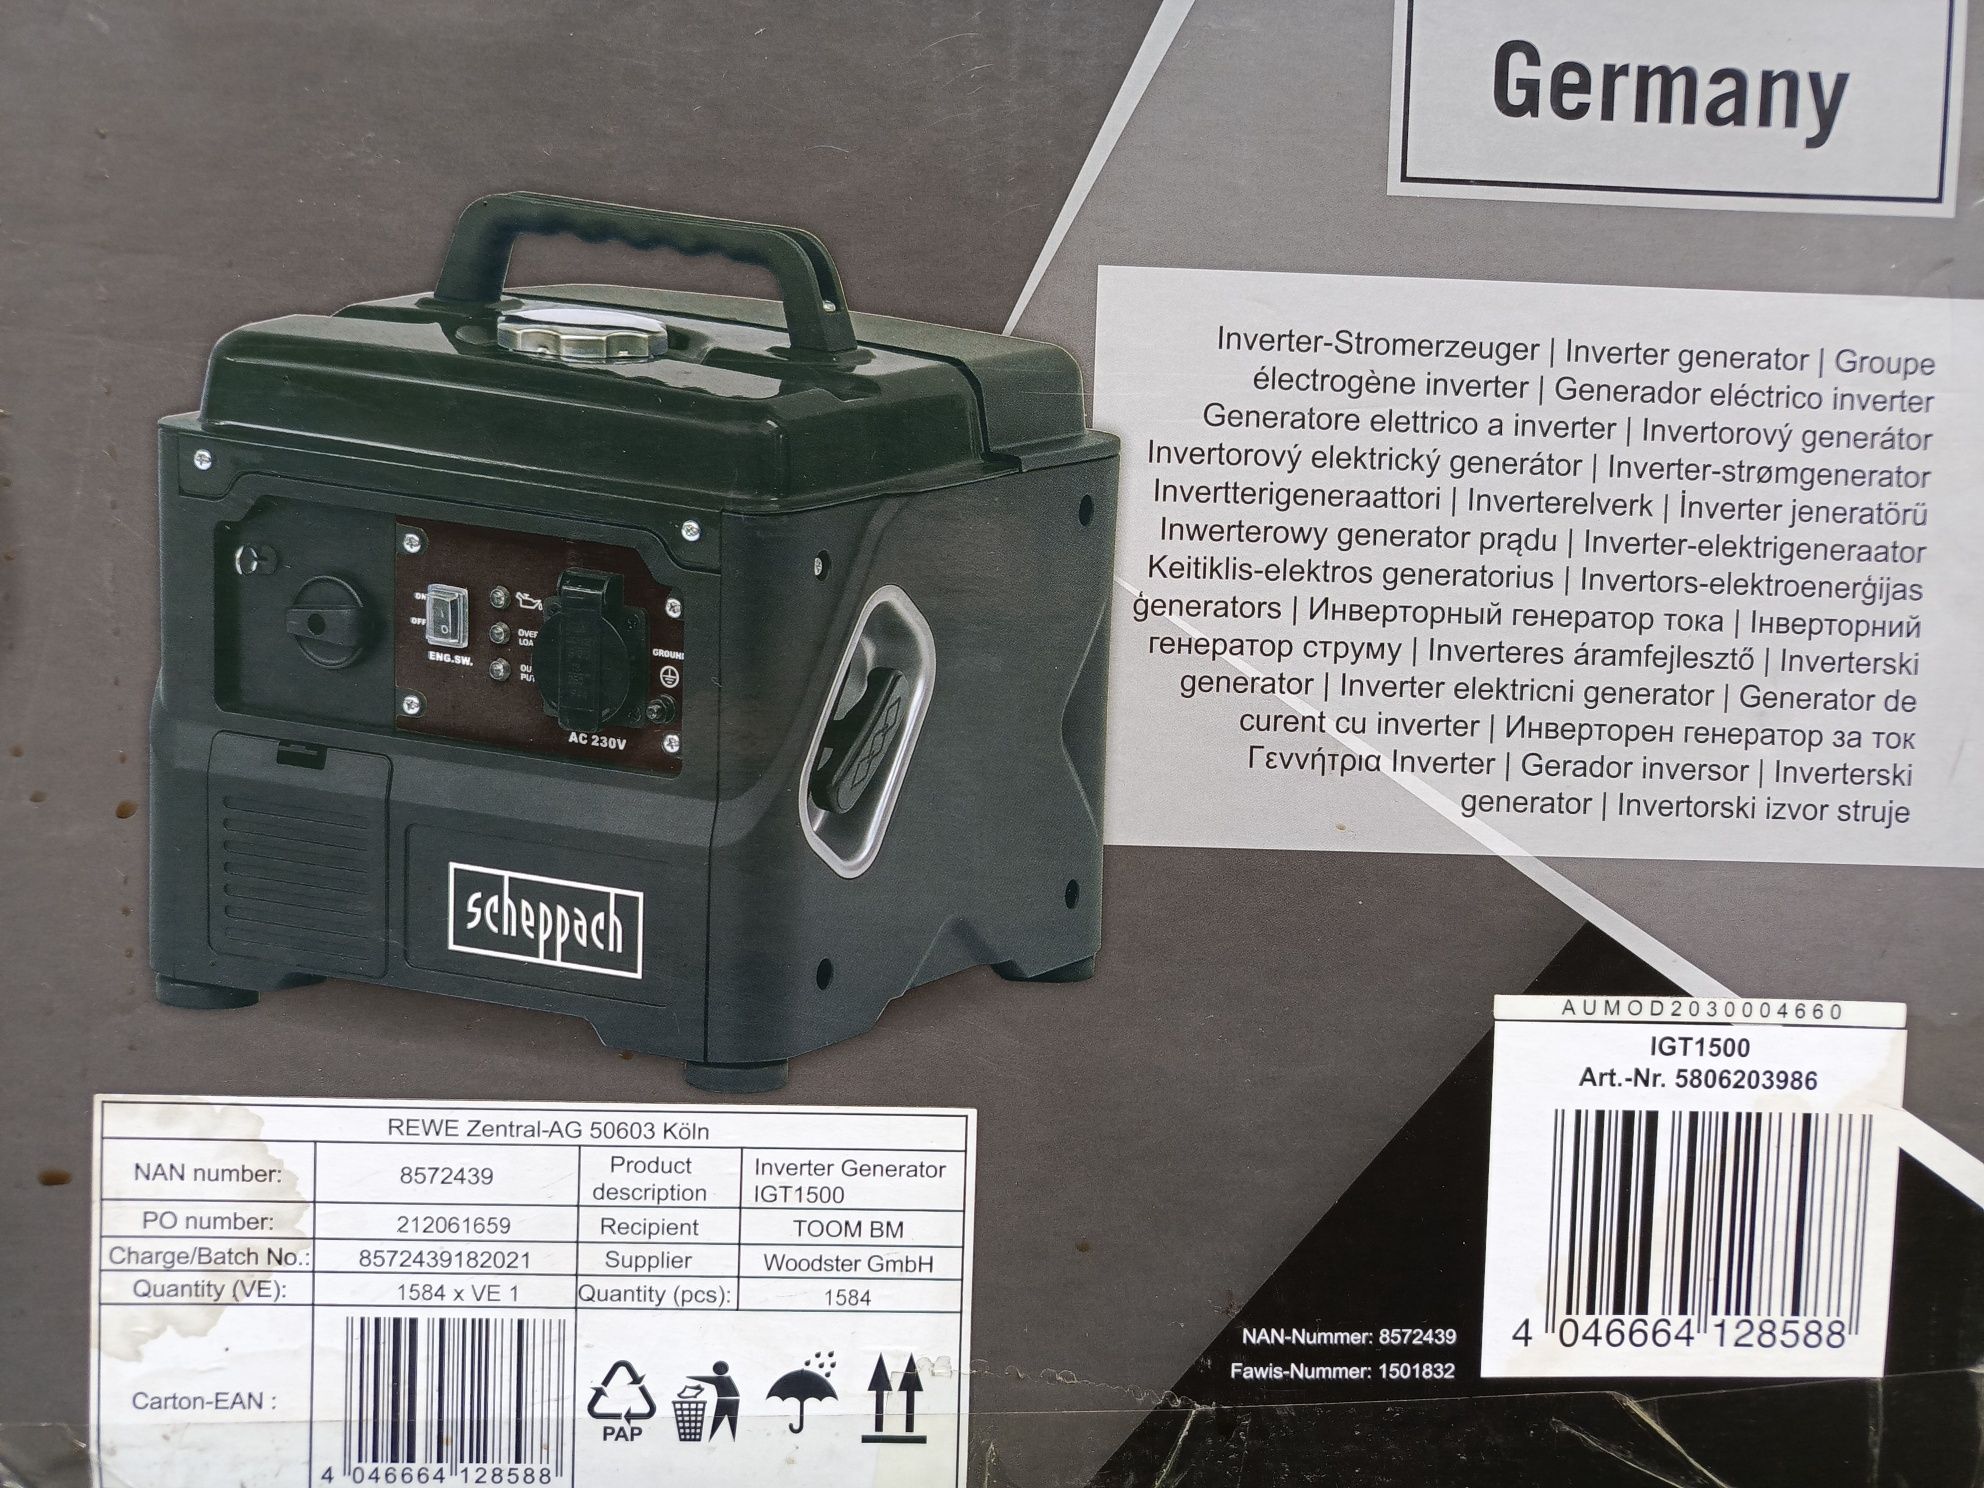 Germany
Inverter-Stromerzeuger | Inverter generator | Groupe
électrogène inverter | Generador eléctrico inverter
Generatore elettrico a inverter | Invertorový generátor
Invertorový elektrický generátor | Inverter-strømgenerator
Invertterigeneraattori | Inverterelverk | İnverter jeneratörü
Inwerterowy generator prądu | Inverter-elektrigeneraator
Keitiklis-elektros generatorius | Invertors-elektroenerģijas
ģenerators | Инверторный генератор тока | Інверторний
генератор струму | Inverteres áramfejlesztő | Inverterski
generator | Inverter elektricni generator | Generator de
curent cu inverter | Инверторен генератор за ток
Γεννήτρια Inverter | Gerador inversor | Inverterski
generator | Invertorski izvor struje
ON
OFF
ENG.SW.
OVER
LOA
OU
PUT
GROUN
AC 230V
scheppach
AUMOD2030004660
IGT1500
Art.-Nr. 5806203986
4 046664 128588
NAN-Nummer: 8572439
Fawis-Nummer: 1501832
REWE Zentral-AG 50603 Köln
NAN number: 8572439 Product description Inverter Generator IGT1500
PO number: 212061659 Recipient TOOM BM
Charge/Batch No.: 8572439182021 Supplier Woodster GmbH
Quantity (VE): 1584 x VE 1 Quantity (pcs): 1584
Carton-EAN :
4 046664 128588
PAP